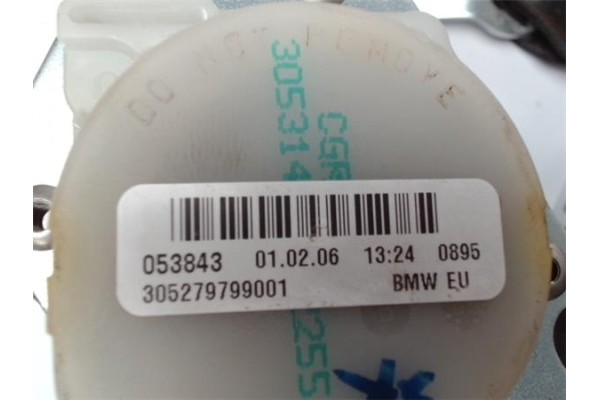 DO NOT REMOVE
053843 01.02.06 13:24 0895
305279799001 BMW EU